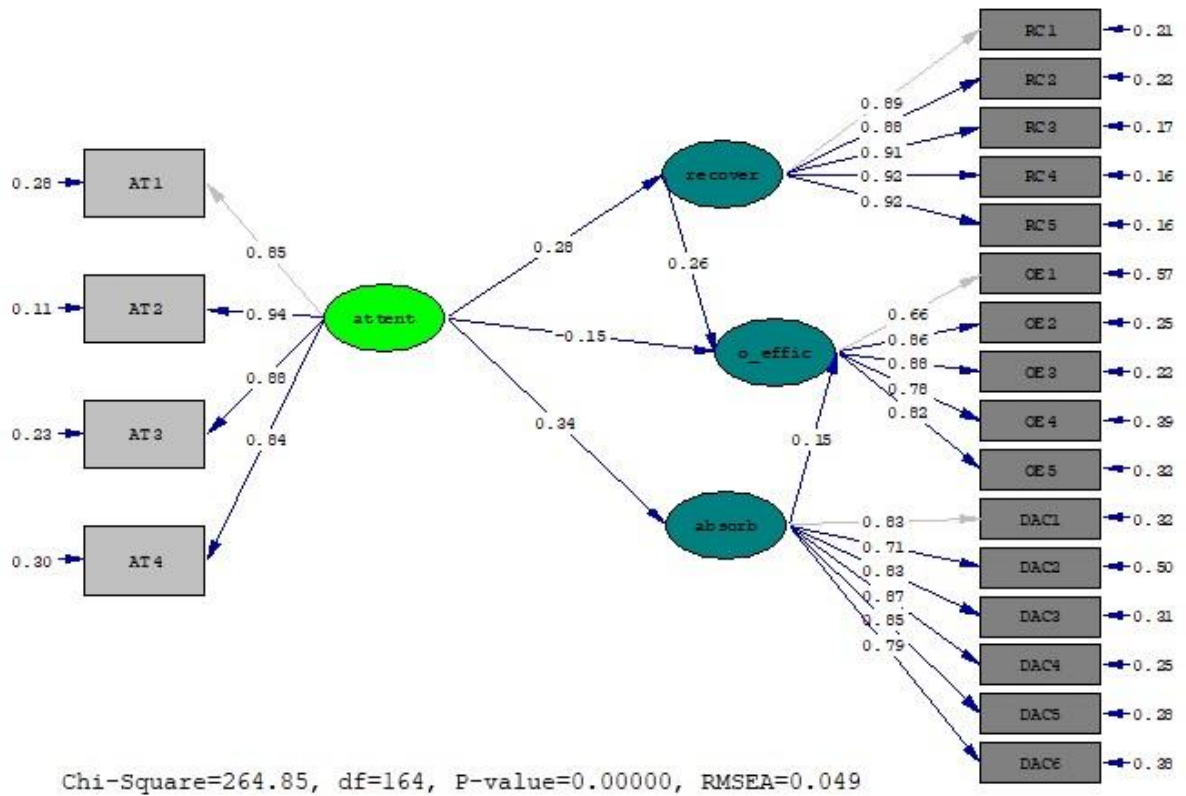 RC1
0.21
RC2
0.22
RC3
0.17
RC4
0.16
RC5
0.16
0.89
0.88
0.91
0.92
0.92
recover
0.28
AT1
0.85
0.11
AT2
0.94
0.23
AT3
0.88
0.30
AT4
0.84
attent
0.28
0.26
-0.15
o_effic
0.34
0.15
absorb
0.66
0.86
0.88
0.78
0.82
OE1
0.57
OE2
0.25
OE3
0.22
OE4
0.39
OE5
0.32
0.83
0.71
0.83
0.87
0.85
0.79
DAC1
0.32
DAC2
0.50
DAC3
0.31
DAC4
0.25
DAC5
0.28
DAC6
0.38
Chi-Square=264.85, df=164, P-value=0.00000, RMSEA=0.049